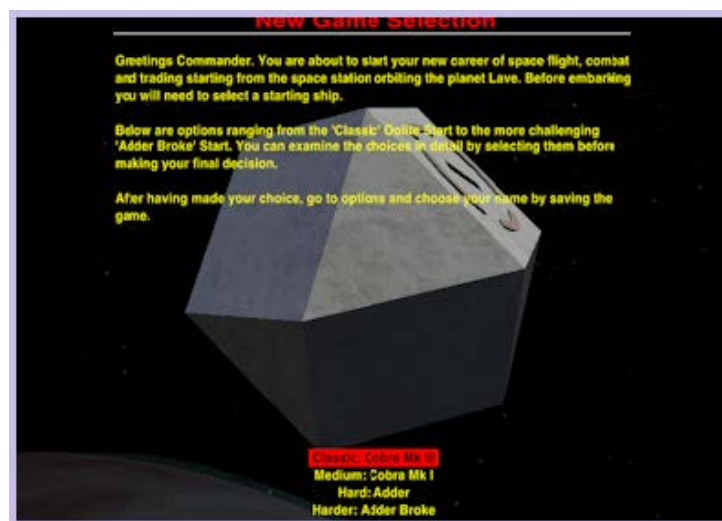 New Game Selection
Greetings Commander. You are about to start your new career of space flight, combat
and trading starting from the space station orbiting the planet Lave. Before embarking
you will need to select a starting ship.
Below are options ranging from the 'Classic' Oolite Start to the more challenging
'Adder Broke' Start. You can examine the choices in detail by selecting them before
making your final decision.
After having made your choice, go to options and choose your name by saving the
game.
Classic: Cobra Mk III
Medium: Cobra Mk I
Hard: Adder
Harder: Adder Broke